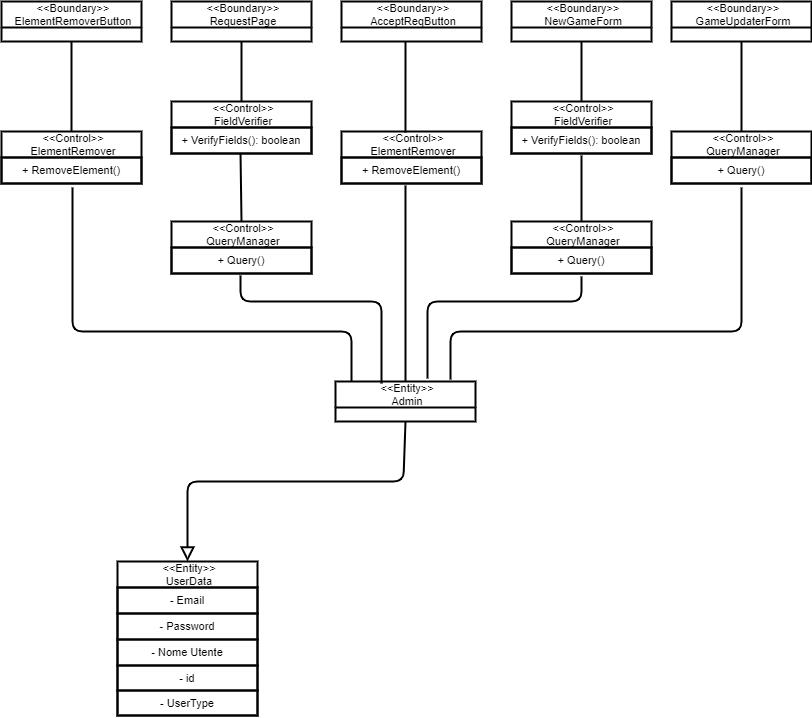 <<Boundary>>
ElementRemoverButton
<<Boundary>>
RequestPage
<<Boundary>>
AcceptReqButton
<<Boundary>>
NewGameForm
<<Boundary>>
GameUpdaterForm
<<Control>>
ElementRemover
+ RemoveElement()
<<Control>>
FieldVerifier
+ VerifyFields(): boolean
<<Control>>
ElementRemover
+ RemoveElement()
<<Control>>
FieldVerifier
+ VerifyFields(): boolean
<<Control>>
QueryManager
+ Query()
<<Control>>
QueryManager
+ Query()
<<Control>>
QueryManager
+ Query()
<<Entity>>
Admin
<<Entity>>
UserData
- Email
- Password
- Nome Utente
- id
- UserType